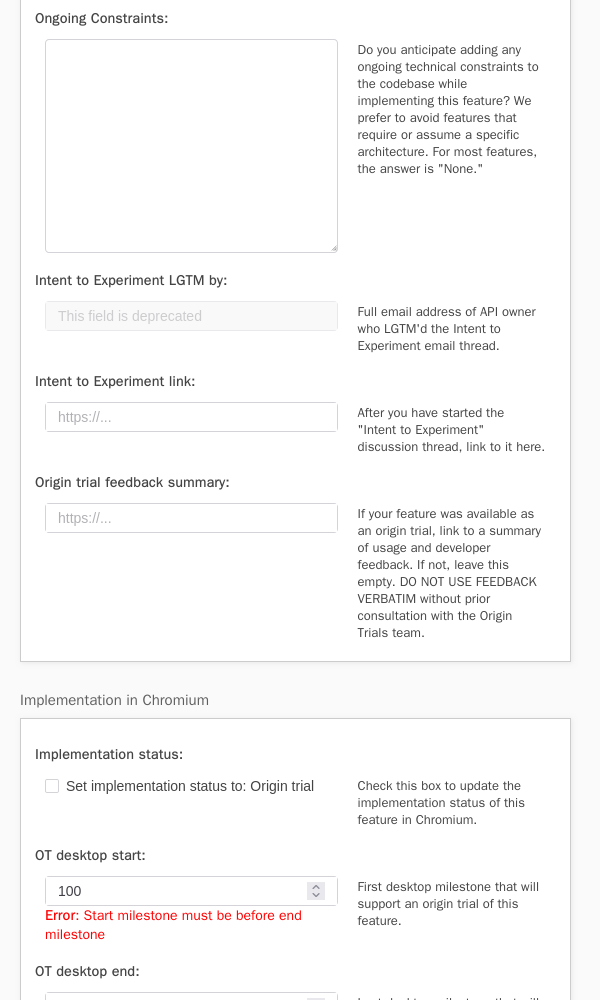 Ongoing Constraints:
Do you anticipate adding any
ongoing technical constraints to
the codebase while
implementing this feature? We
prefer to avoid features that
require or assume a specific
architecture. For most features,
the answer is "None."
Intent to Experiment LGTM by:
This field is deprecated
Full email address of API owner
who LGTM'd the Intent to
Experiment email thread.
Intent to Experiment link:
https://...
After you have started the
"Intent to Experiment"
discussion thread, link to it here.
Origin trial feedback summary:
https://...
If your feature was available as
an origin trial, link to a summary
of usage and developer
feedback. If not, leave this
empty. DO NOT USE FEEDBACK
VERBATIM without prior
consultation with the Origin
Trials team.
Implementation in Chromium
Implementation status:
Set implementation status to: Origin trial
Check this box to update the
implementation status of this
feature in Chromium.
OT desktop start:
100
Error: Start milestone must be before end
milestone
First desktop milestone that will
support an origin trial of this
feature.
OT desktop end: